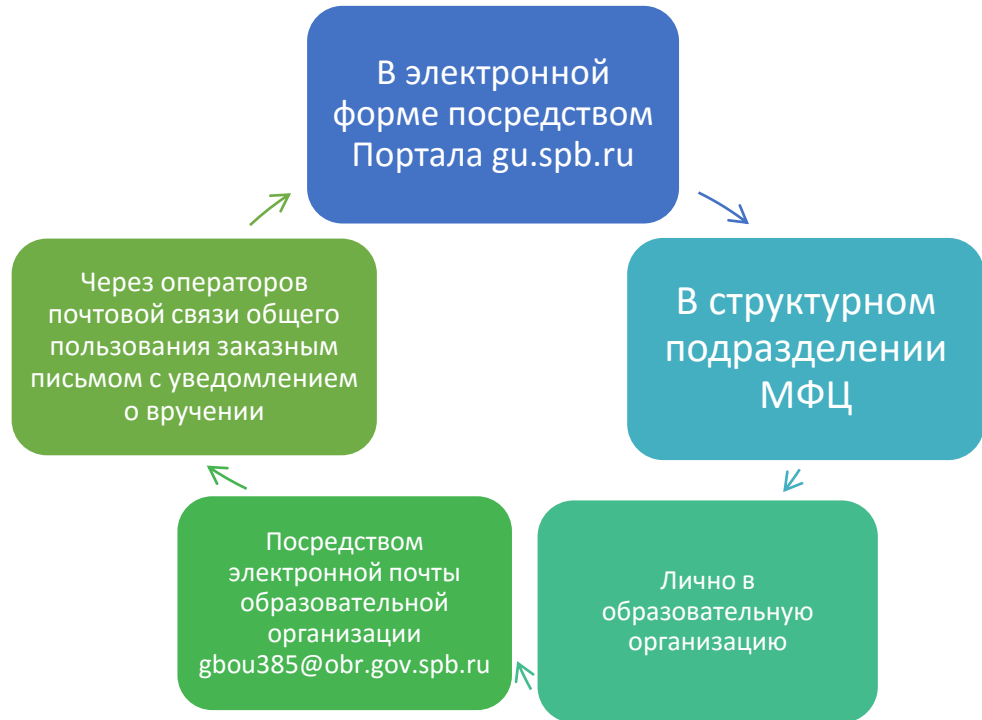 В электронной
форме посредством
Портала gu.spb.ru
В структурном
подразделении
МФЦ
Лично в
образовательную
организацию
Посредством
электронной почты
образовательной
организации
gbou385@obr.gov.spb.ru
Через операторов
почтовой связи общего
пользования заказным
письмом с уведомлением
о вручении